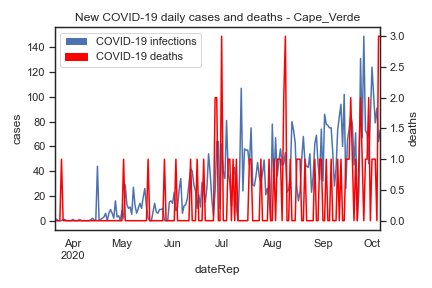 New COVID-19 daily cases and deaths - Cape_Verde
COVID-19 infections
COVID-19 deaths
140
120
100
80
60
40
20
0
cases
3.0
2.5
2.0
1.5
1.0
0.5
0.0
deaths
Apr May Jun Jul Aug Sep Oct
2020
dateRep